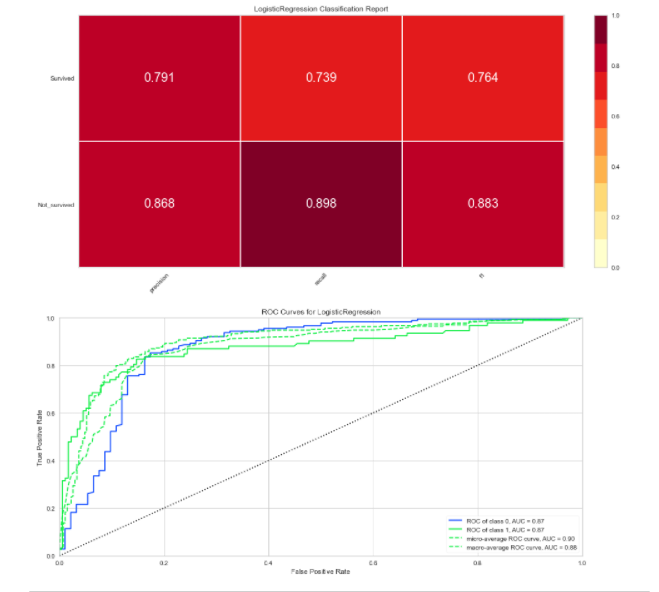 LogisticRegression Classification Report
1.0
Survived
0.791
0.739
0.764
0.8
0.6
0.4
Not_survived
0.868
0.898
0.883
0.2
0.0
precision
recall
f1
ROC Curves for LogisticRegression
1.0
0.8
0.6
0.4
0.2
0.0
True Positive Rate
ROC of class 0, AUC = 0.87
ROC of class 1, AUC = 0.87
micro-average ROC curve, AUC = 0.90
macro-average ROC curve, AUC = 0.88
0.0
0.2
0.4
0.6
0.8
1.0
False Positive Rate